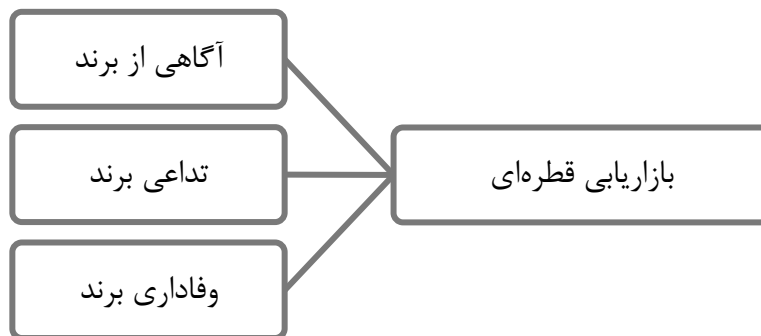 بازاریابی قطره‌ای
آگاهی از برند
تداعی برند
وفاداری برند